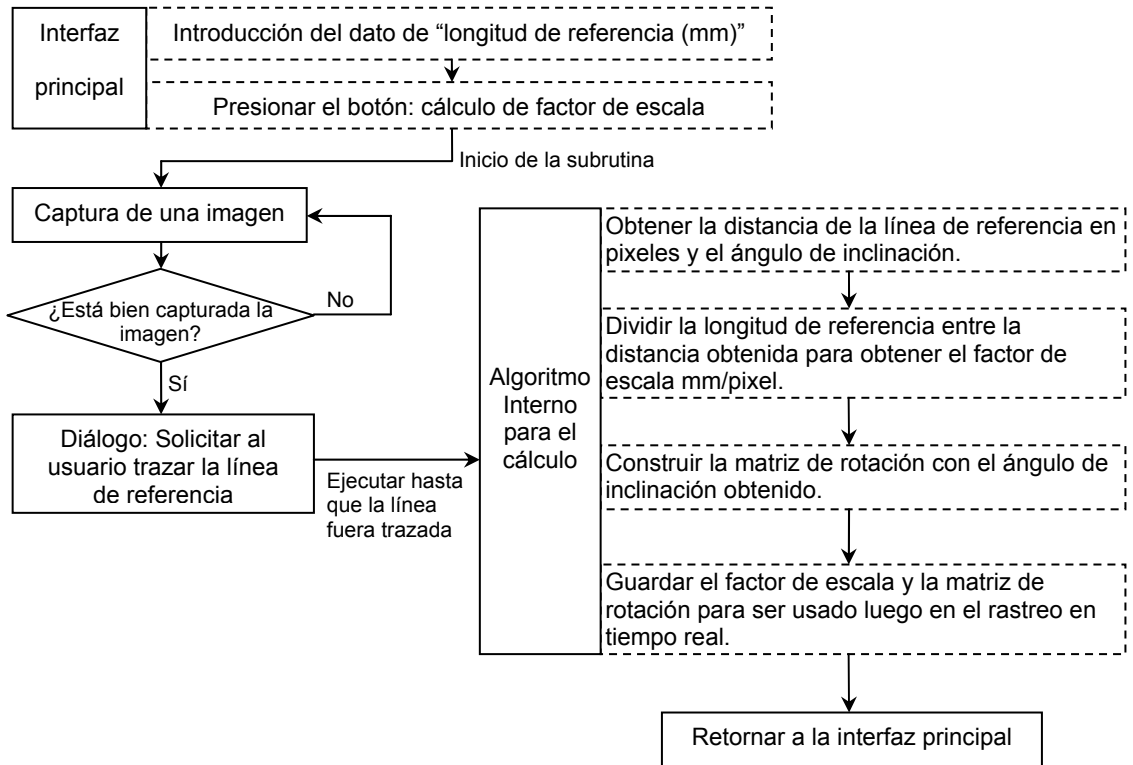 Interfaz
principal
Introducción del dato de “longitud de referencia (mm)”
Presionar el botón: cálculo de factor de escala
Inicio de la subrutina
Captura de una imagen
¿Está bien capturada la
imagen?
No
Sí
Diálogo: Solicitar al
usuario trazar la línea
de referencia
Ejecutar hasta
que la línea
fuera trazada
Algoritmo
Interno
para el
cálculo
Obtener la distancia de la línea de referencia en
pixeles y el ángulo de inclinación.
Dividir la longitud de referencia entre la
distancia obtenida para obtener el factor de
escala mm/pixel.
Construir la matriz de rotación con el ángulo de
inclinación obtenido.
Guardar el factor de escala y la matriz de
rotación para ser usado luego en el rastreo en
tiempo real.
Retornar a la interfaz principal